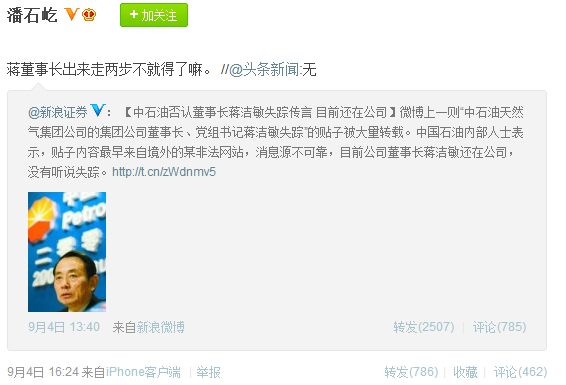 潘石屹
+ 加关注
蒋董事长出来走两步不就得了嘛。 //@头条新闻:无
@新浪证券 : 【中石油否认董事长蒋洁敏失踪传言 目前还在公司】微博上一则“中石油天然
气集团公司的集团公司董事长、党组书记蒋洁敏失踪”的贴子被大量转载。中国石油内部人士表
示，贴子内容最早来自境外的某非法网站，消息源不可靠，目前公司董事长蒋洁敏还在公司，
没有听说失踪。http://t.cn/zWdnmv5
中国
Petro
二零零
200
9月4日 13:40 来自新浪微博 转发(2507) | 评论(785)
9月4日 16:24 来自iPhone客户端 | 举报 转发(786) | 收藏 | 评论(462)